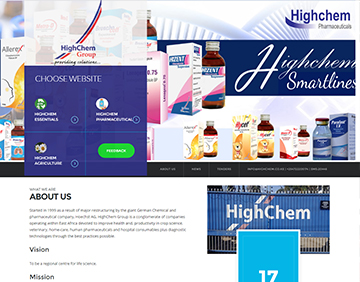 HighChem
Group
...providing solutions...
Highchem
Pharmaceuticals
Highchem
Smartlines
CHOOSE WEBSITE
HIGHCHEM
ESSENTIALS
HIGHCHEM
PHARMACEUTICALS
HIGHCHEM
AGRICULTURE
FEEDBACK
ABOUT US
NEWS
WHAT WE ARE
ABOUT US
Started in 1999 as a result of major restructuring by the giant German Chemical and
pharmaceutical company, Hoechst AG, HighChem Group is a conglomerate of companies
operating within East Africa devoted to improve health and, productivity in crop science,
veterinary, home-care, human pharmaceuticals and hospital consumables plus diagnostic
technologies through the best practices possible.
Vision
To be a regional centre for life science.
Mission
HighChem
17